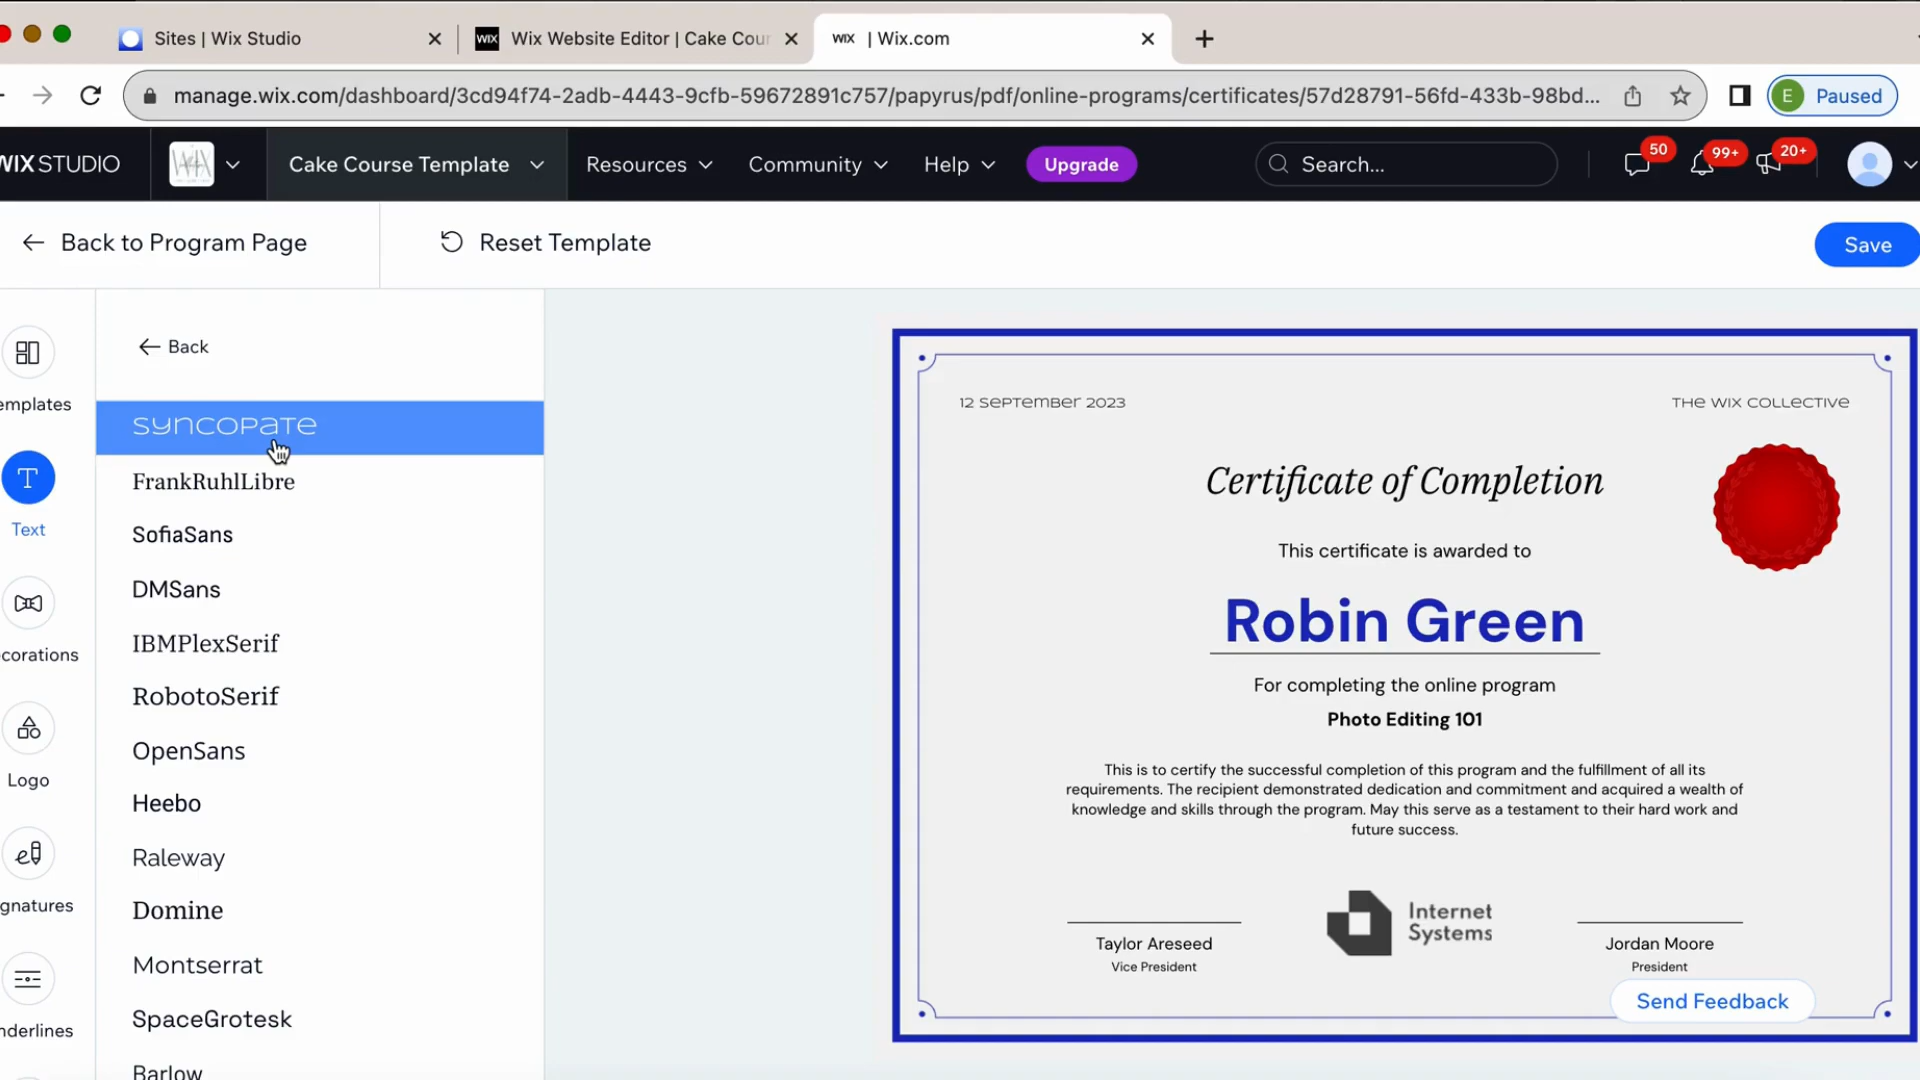 Sites | Wix Studio
WIX Wix Website Editor | Cake Cour
WIX | Wix.com
manage.wix.com/dashboard/3cd94f74-2adb-4443-9cfb-59672891c757/papyrus/pdf/online-programs/certificates/57d28791-56fd-433b-98bd...
E Paused
WIX STUDIO
WIX
Cake Course Template
Resources
Community
Help
Upgrade
Search...
50
99+
20+
Back to Program Page
Reset Template
Save
emplates
Text
corations
Logo
gnatures
nderlines
Back
syncopate
FrankRuhlLibre
SofiaSans
DMSans
IBMPlexSerif
RobotoSerif
OpenSans
Heebo
Raleway
Domine
Montserrat
SpaceGrotesk
Barlow
12 September 2023
THE WIX COLLECTIVE
Certificate of Completion
This certificate is awarded to
Robin Green
For completing the online program
Photo Editing 101
This is to certify the successful completion of this program and the fulfillment of all its
requirements. The recipient demonstrated dedication and commitment and acquired a wealth of
knowledge and skills through the program. May this serve as a testament to their hard work and
future success.
Taylor Areseed
Vice President
Internet
Systems
Jordan Moore
President
Send Feedback